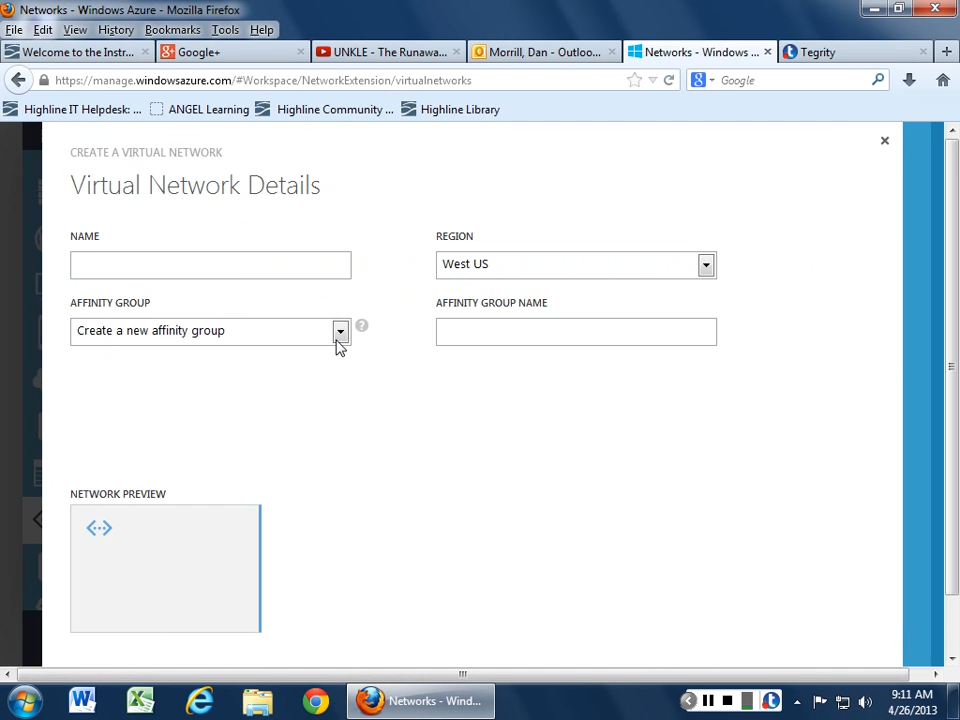 Networks - Windows Azure - Mozilla Firefox
File Edit View History Bookmarks Tools Help
Welcome to the Instr... Google+ UNKLE - The Runawa... Morrill, Dan - Outloo... Networks - Windows ... Tegrity
https://manage.windowsazure.com/#Workspace/NetworkExtension/virtualnetworks Google
Highline IT Helpdesk: ... ANGEL Learning Highline Community ... Highline Library
CREATE A VIRTUAL NETWORK
Virtual Network Details
NAME REGION
West US
AFFINITY GROUP AFFINITY GROUP NAME
Create a new affinity group ?
NETWORK PREVIEW
Networks - Wind... 9:11 AM
4/26/2013